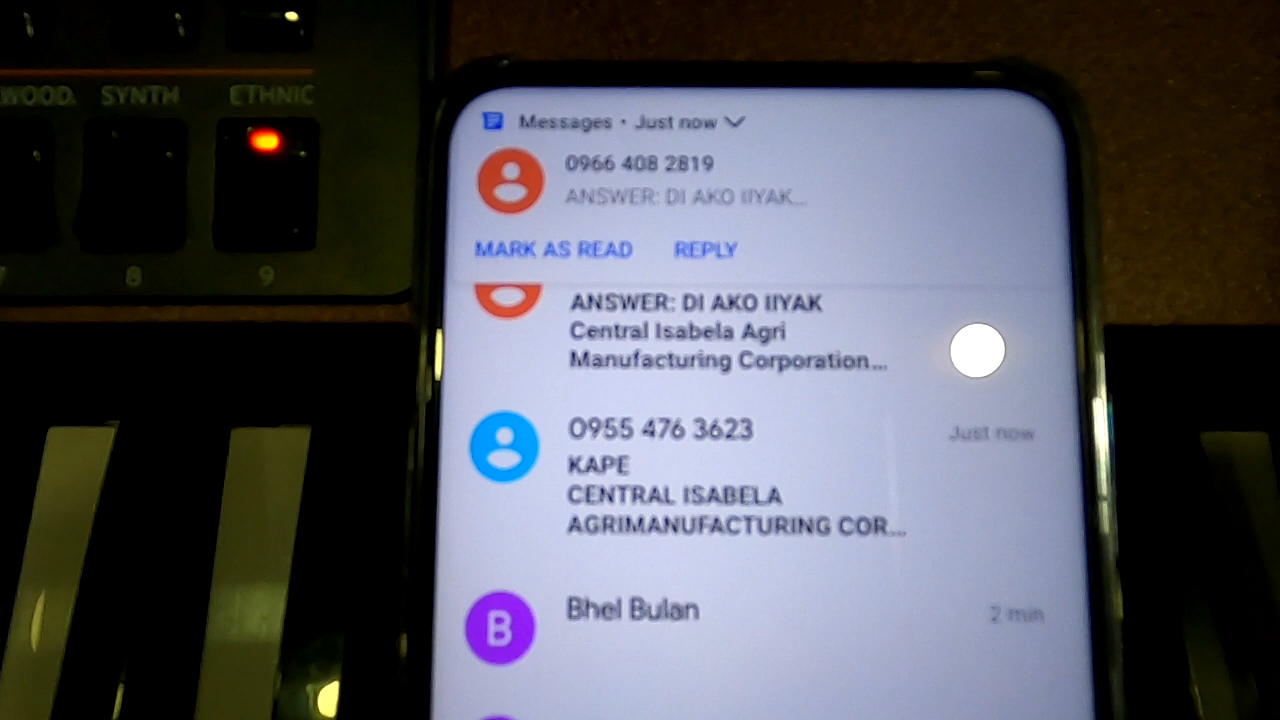 WOOD. SYNTH ETHNIC
7 8 9
Messages • Just now
0966 408 2819
ANSWER: DI AKO IIYAK...
MARK AS READ REPLY
ANSWER: DI AKO IIYAK
Central Isabela Agri
Manufacturing Corporation...
0955 476 3623 Just now
KAPE
CENTRAL ISABELA
AGRIMANUFACTURING COR...
B Bhel Bulan 2 min